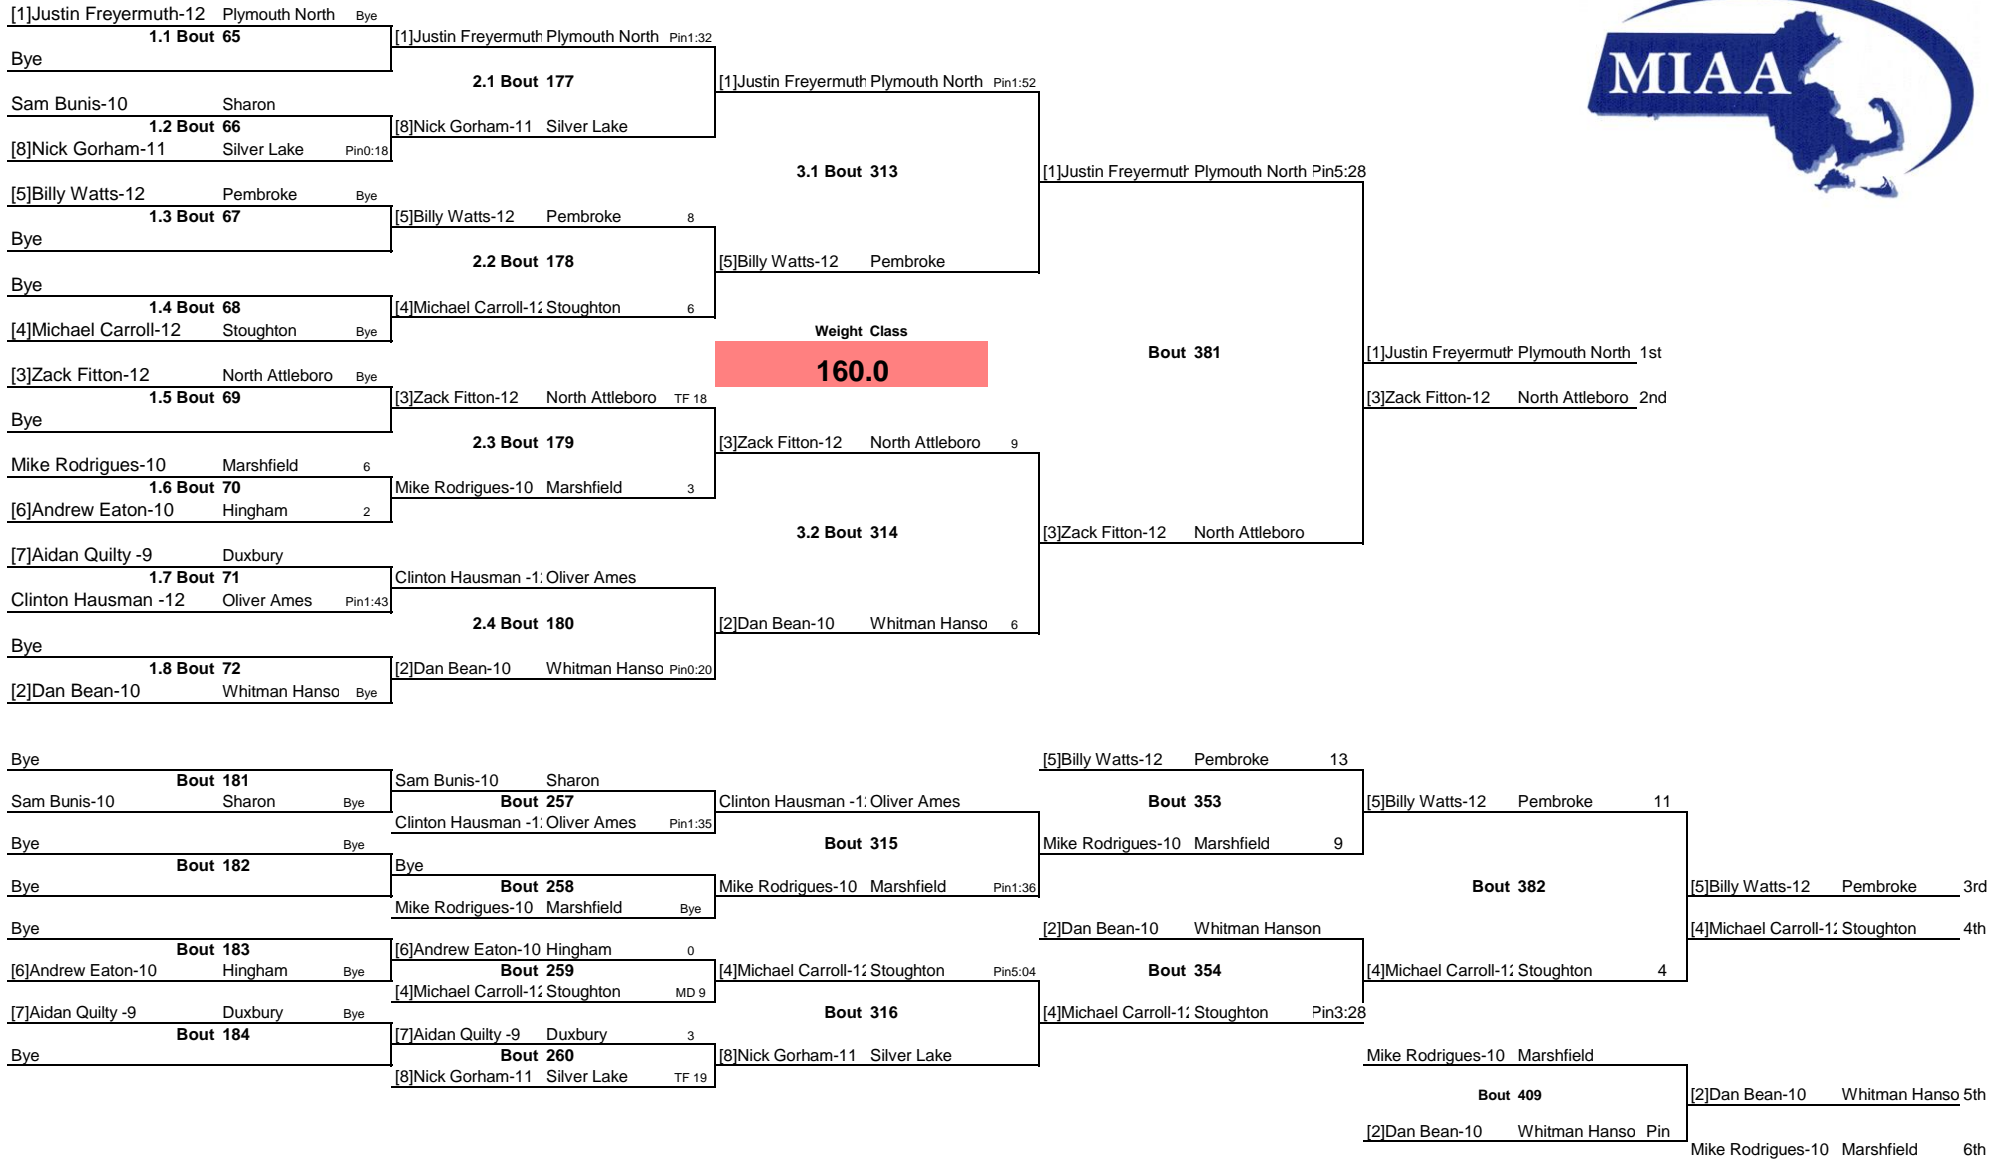 MIAA
[1]Justin Freyermuth-12 Plymouth North Bye
1.1 Bout 65
Bye
Sam Bunis-10 Sharon
1.2 Bout 66
[8]Nick Gorham-11 Silver Lake Pin0:18
[5]Billy Watts-12 Pembroke Bye
1.3 Bout 67
Bye
Bye
1.4 Bout 68
[4]Michael Carroll-12 Stoughton Bye
[3]Zack Fitton-12 North Attleboro Bye
1.5 Bout 69
Bye
Mike Rodrigues-10 Marshfield 6
1.6 Bout 70
[6]Andrew Eaton-10 Hingham 2
[7]Aidan Quilty -9 Duxbury
1.7 Bout 71
Clinton Hausman -12 Oliver Ames Pin1:43
Bye
1.8 Bout 72
[2]Dan Bean-10 Whitman Hanso Bye
[1]Justin Freyermuth Plymouth North Pin1:32
2.1 Bout 177
[8]Nick Gorham-11 Silver Lake
[5]Billy Watts-12 Pembroke 8
2.2 Bout 178
[4]Michael Carroll-12 Stoughton 6
[3]Zack Fitton-12 North Attleboro TF 18
2.3 Bout 179
Mike Rodrigues-10 Marshfield 3
Clinton Hausman -1 Oliver Ames
2.4 Bout 180
[2]Dan Bean-10 Whitman Hanso Pin0:20
[1]Justin Freyermuth Plymouth North Pin1:52
3.1 Bout 313
[5]Billy Watts-12 Pembroke
Weight Class
160.0
[3]Zack Fitton-12 North Attleboro 9
3.2 Bout 314
[2]Dan Bean-10 Whitman Hanso 6
[1]Justin Freyermuth Plymouth North Pin5:28
Bout 381
[3]Zack Fitton-12 North Attleboro
[1]Justin Freyermuth Plymouth North 1st
[3]Zack Fitton-12 North Attleboro 2nd
Bye
Bout 181
Sam Bunis-10 Sharon Bye
Bye Bye
Bout 182
Bye
Bye
Bout 183
[6]Andrew Eaton-10 Hingham Bye
[7]Aidan Quilty -9 Duxbury Bye
Bout 184
Bye
Sam Bunis-10 Sharon
Bout 257
Clinton Hausman -1 Oliver Ames Pin1:35
Bye
Bout 258
Mike Rodrigues-10 Marshfield Bye
[6]Andrew Eaton-10 Hingham 0
Bout 259
[4]Michael Carroll-12 Stoughton MD 9
[7]Aidan Quilty -9 Duxbury 3
Bout 260
[8]Nick Gorham-11 Silver Lake TF 19
Clinton Hausman -1 Oliver Ames
Bout 315
Mike Rodrigues-10 Marshfield Pin1:36
[4]Michael Carroll-12 Stoughton Pin5:04
Bout 316
[8]Nick Gorham-11 Silver Lake
[5]Billy Watts-12 Pembroke 13
Bout 353
Mike Rodrigues-10 Marshfield 9
[2]Dan Bean-10 Whitman Hanson
Bout 354
[4]Michael Carroll-12 Stoughton Pin3:28
[5]Billy Watts-12 Pembroke 11
Bout 382
[4]Michael Carroll-12 Stoughton 4
[5]Billy Watts-12 Pembroke 3rd
[4]Michael Carroll-12 Stoughton 4th
Mike Rodrigues-10 Marshfield
Bout 409
[2]Dan Bean-10 Whitman Hanso Pin
[2]Dan Bean-10 Whitman Hanso 5th
Mike Rodrigues-10 Marshfield 6th